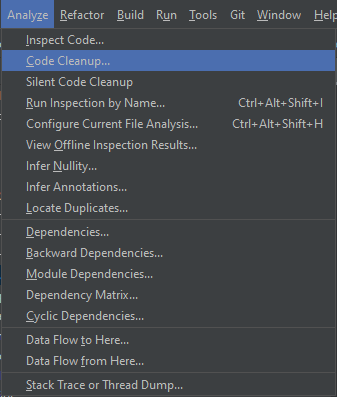 Analyze Refactor Build Run Tools Git Window Help
Inspect Code...
Code Cleanup...
Silent Code Cleanup
Run Inspection by Name... Ctrl+Alt+Shift+I
Configure Current File Analysis... Ctrl+Alt+Shift+H
View Offline Inspection Results...
Infer Nullity...
Infer Annotations...
Locate Duplicates...
Dependencies...
Backward Dependencies...
Module Dependencies...
Dependency Matrix...
Cyclic Dependencies...
Data Flow to Here...
Data Flow from Here...
Stack Trace or Thread Dump...